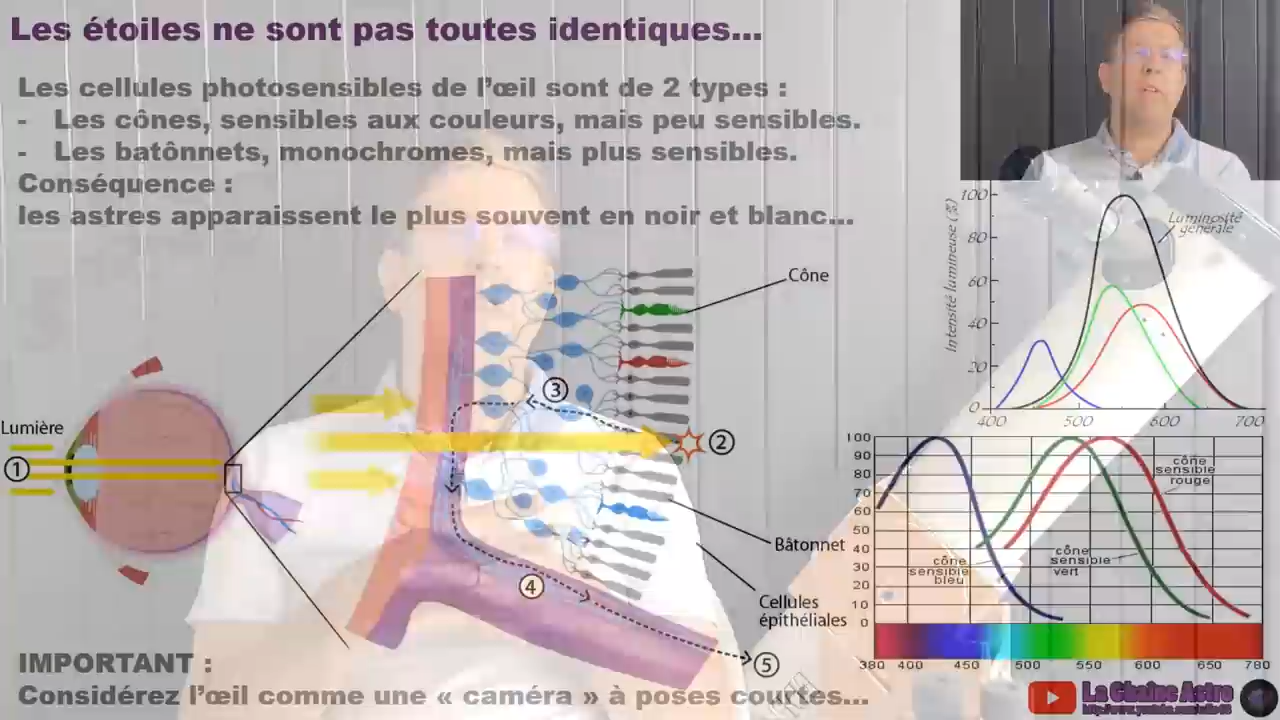 Les étoiles ne sont pas toutes identiques...
Les cellules photosensibles de l'œil sont de 2 types :
- Les cônes, sensibles aux couleurs, mais peu sensibles.
- Les batônnets, monochromes, mais plus sensibles.
Conséquence :
les astres apparaissent le plus souvent en noir et blanc...
Lumière
1
Cône
3
2
Bâtonnet
4
Cellules
épithéliales
5
IMPORTANT :
Considérez l'œil comme une « caméra » à poses courtes...
Intensité lumineuse (%)
100
80
60
40
20
0
400 500 600 700
Luminosité
générale
100
90
80
70
60
50
40
30
20
10
0
cône
sensible
rouge
cône
sensible
bleu
cône
sensible
vert
380 400 450 500 550 600 650 780
La Chaîne Astro